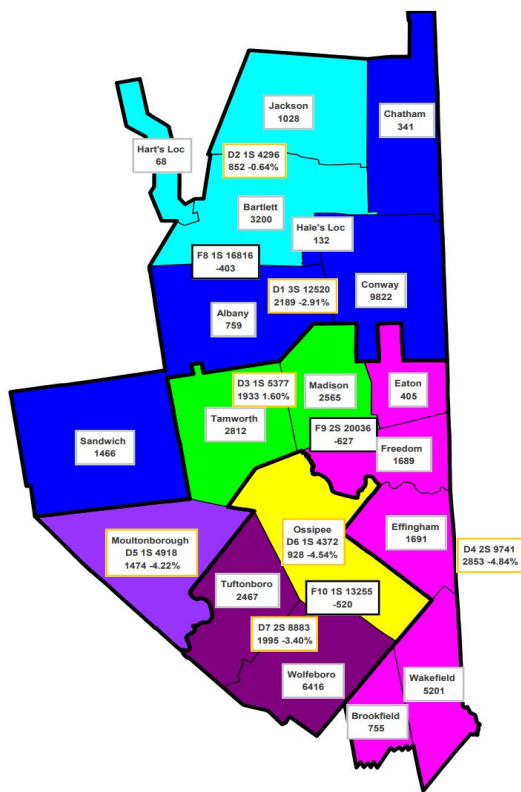 Jackson
1028
Chatham
341
Hart's Loc
68
D2 1S 4296
852 -0.64%
Bartlett
3200
Hale's Loc
132
F8 1S 16816
-403
D1 3S 12520
2189 -2.91%
Conway
9822
Albany
759
D3 1S 5377
1933 1.60%
Madison
2565
Eaton
405
Tamworth
2812
F9 2S 20036
-627
Sandwich
1466
Freedom
1689
Moultonborough
D5 1S 4918
1474 -4.22%
Ossipee
D6 1S 4372
928 -4.54%
Effingham
1691
D4 2S 9741
2853 -4.84%
Tuftonboro
2467
F10 1S 13255
-520
D7 2S 8883
1995 -3.40%
Wolfeboro
6416
Wakefield
5201
Brookfield
755